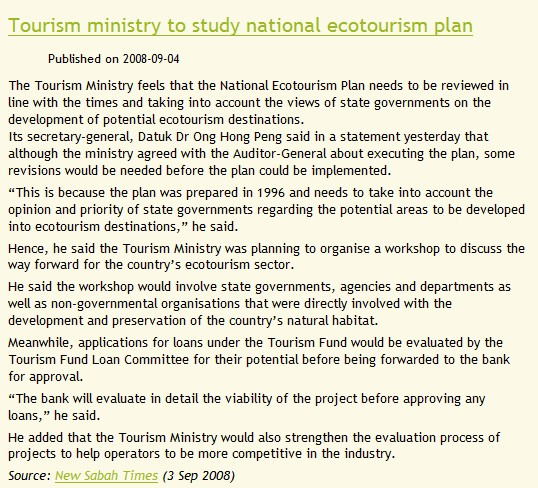 Tourism ministry to study national ecotourism plan
Published on 2008-09-04
The Tourism Ministry feels that the National Ecotourism Plan needs to be reviewed in
line with the times and taking into account the views of state governments on the
development of potential ecotourism destinations.
Its secretary-general, Datuk Dr Ong Hong Peng said in a statement yesterday that
although the ministry agreed with the Auditor-General about executing the plan, some
revisions would be needed before the plan could be implemented.
“This is because the plan was prepared in 1996 and needs to take into account the
opinion and priority of state governments regarding the potential areas to be developed
into ecotourism destinations,” he said.
Hence, he said the Tourism Ministry was planning to organise a workshop to discuss the
way forward for the country’s ecotourism sector.
He said the workshop would involve state governments, agencies and departments as
well as non-governmental organisations that were directly involved with the
development and preservation of the country’s natural habitat.
Meanwhile, applications for loans under the Tourism Fund would be evaluated by the
Tourism Fund Loan Committee for their potential before being forwarded to the bank
for approval.
“The bank will evaluate in detail the viability of the project before approving any
loans,” he said.
He added that the Tourism Ministry would also strengthen the evaluation process of
projects to help operators to be more competitive in the industry.
Source: New Sabah Times (3 Sep 2008)